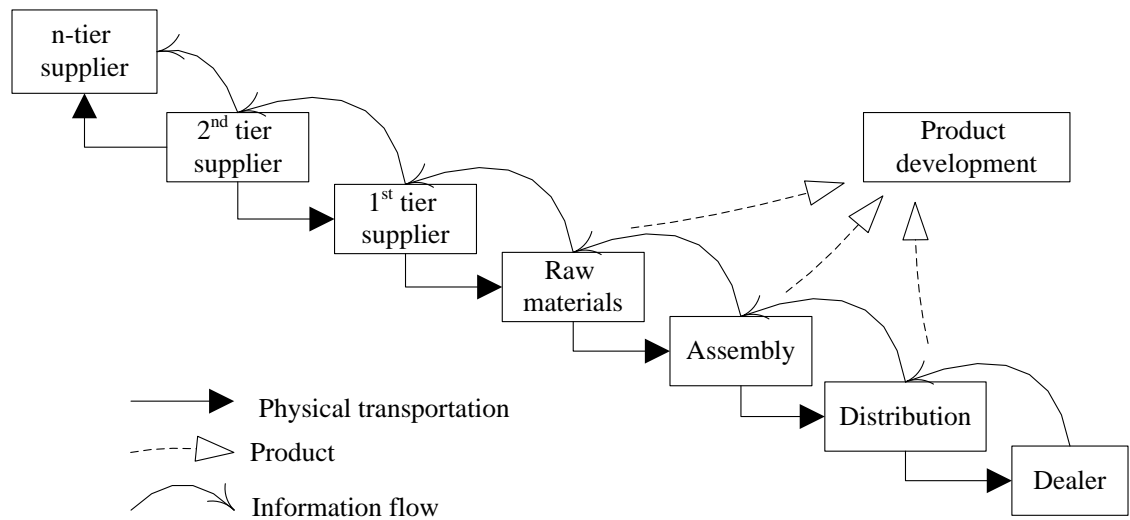 n-tier
supplier
2nd tier
supplier
Product
development
1st tier
supplier
Raw
materials
Assembly
Distribution
Dealer
Physical transportation
Product
Information flow